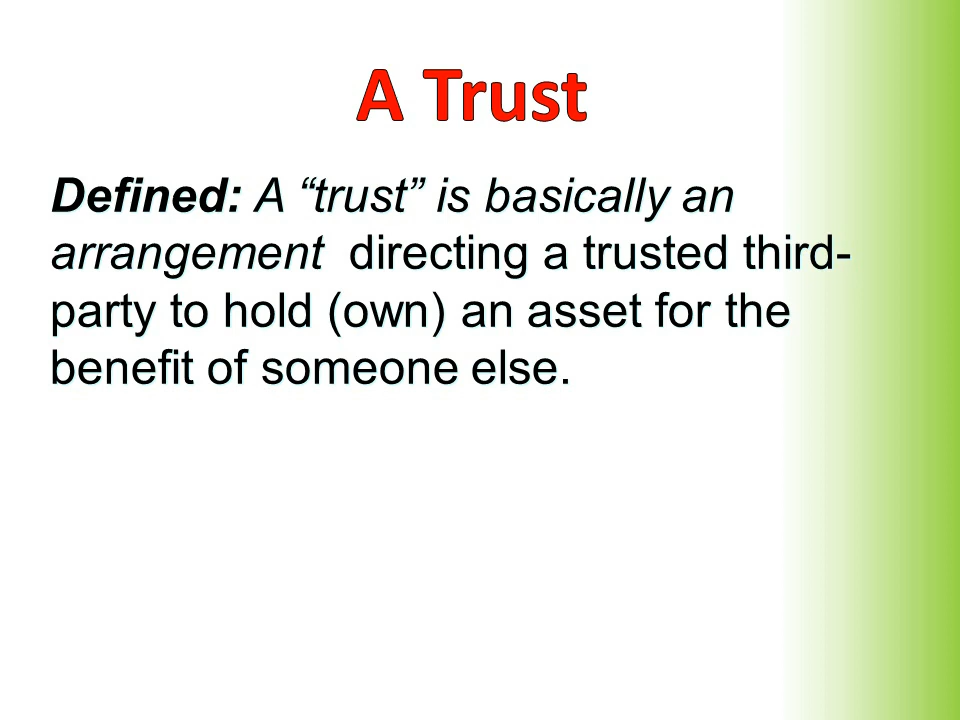 A Trust
Defined: A “trust” is basically an
arrangement directing a trusted third-
party to hold (own) an asset for the
benefit of someone else.